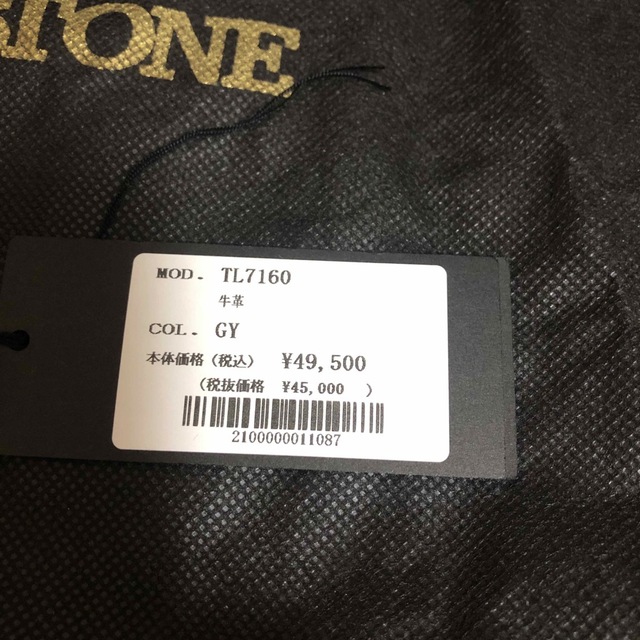 STONE
MOD. TL7160
牛革
COL. GY
本体価格(税込) ¥49,500
(税抜価格 ¥45,000 )
2100000011087